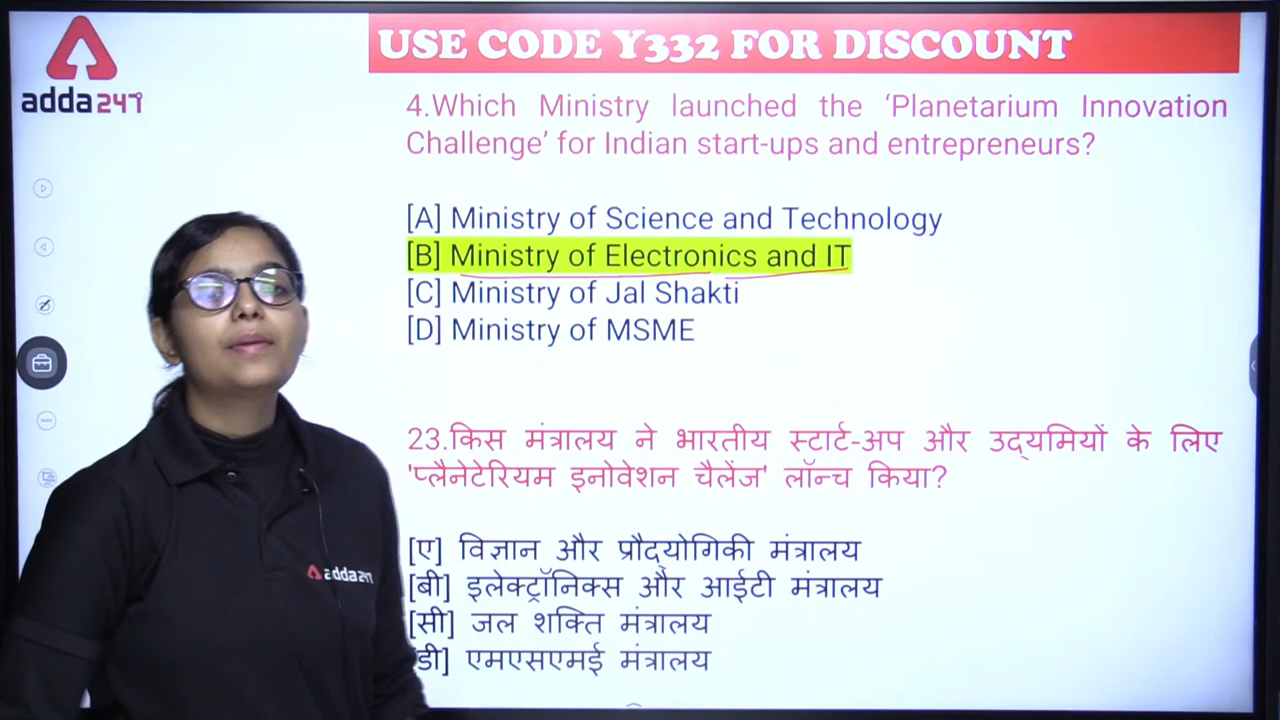 USE CODE Y332 FOR DISCOUNT
adda247
4.Which Ministry launched the ‘Planetarium Innovation
Challenge’ for Indian start-ups and entrepreneurs?
[A] Ministry of Science and Technology
[B] Ministry of Electronics and IT
[C] Ministry of Jal Shakti
[D] Ministry of MSME
23.किस मंत्रालय ने भारतीय स्टार्ट-अप और उद्यमियों के लिए
'प्लैनेटेरियम इनोवेशन चैलेंज' लॉन्च किया?
[ए] विज्ञान और प्रौद्योगिकी मंत्रालय
[बी] इलेक्ट्रॉनिक्स और आईटी मंत्रालय
[सी] जल शक्ति मंत्रालय
[डी] एमएसएमई मंत्रालय
adda247